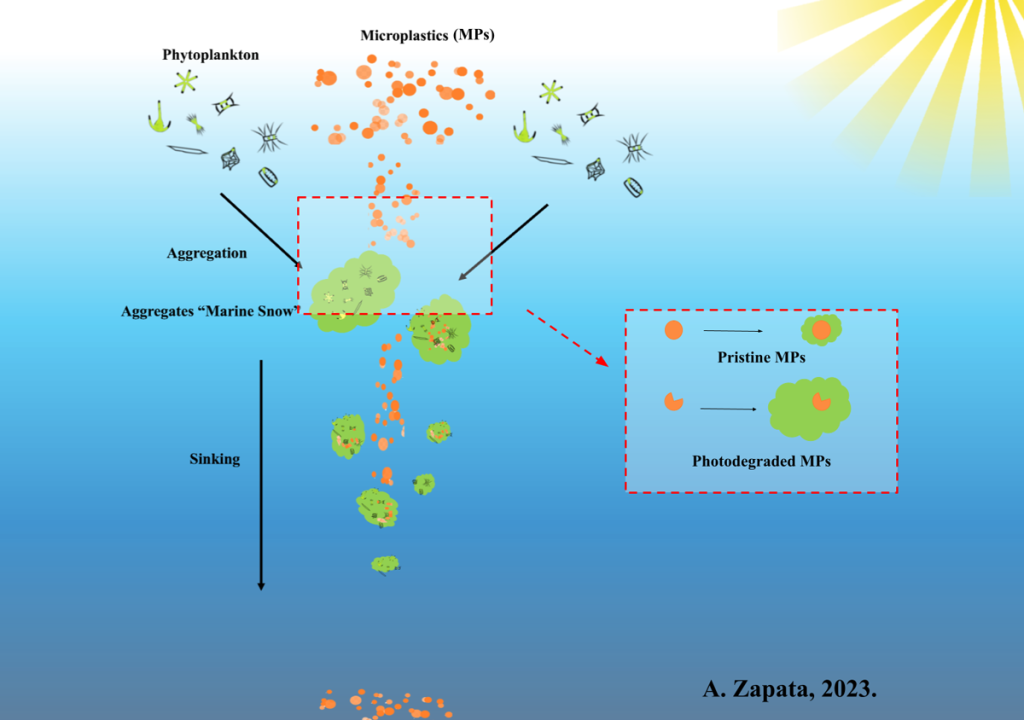 Microplastics (MPs)
Phytoplankton
Aggregation
Aggregates “Marine Snow”
Pristine MPs
Sinking
Photodegraded MPs
A. Zapata, 2023.